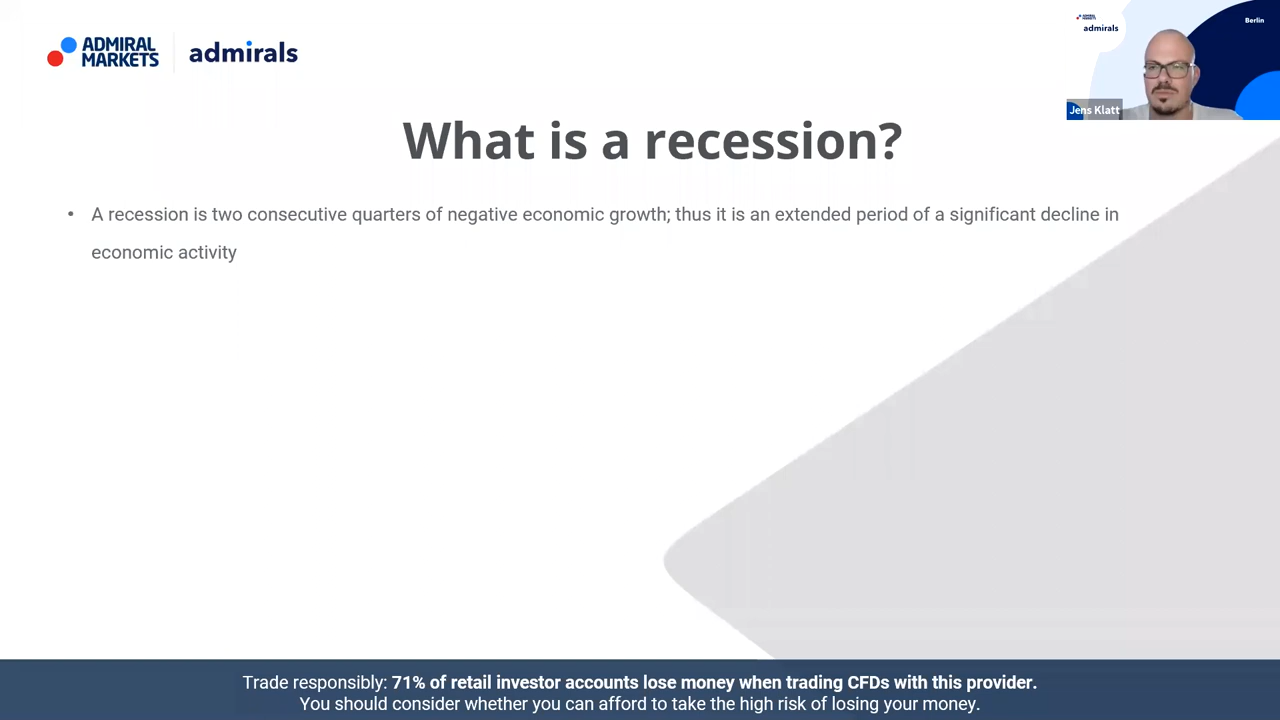 ADMIRAL
MARKETS
admirals
ADMIRAL
MARKETS
admirals
Berlin
Jens Klatt
What is a recession?
• A recession is two consecutive quarters of negative economic growth; thus it is an extended period of a significant decline in
economic activity
Trade responsibly: 71% of retail investor accounts lose money when trading CFDs with this provider.
You should consider whether you can afford to take the high risk of losing your money.